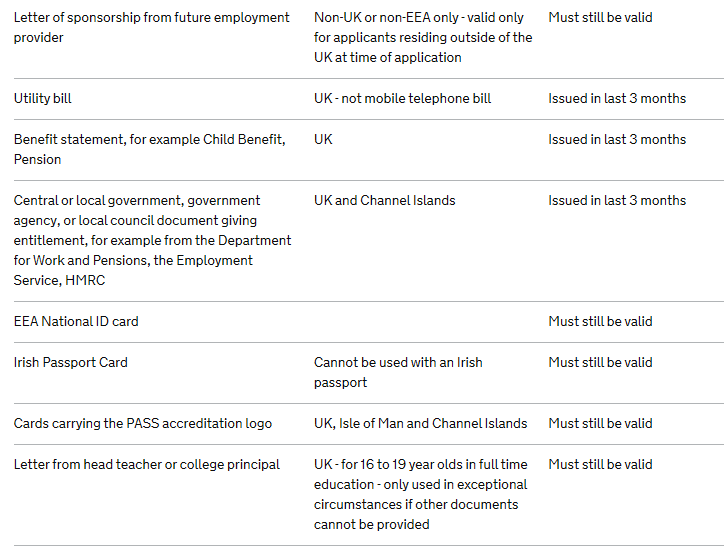 Letter of sponsorship from future employment provider
Non-UK or non-EEA only - valid only for applicants residing outside of the UK at time of application
Must still be valid
Utility bill
UK - not mobile telephone bill
Issued in last 3 months
Benefit statement, for example Child Benefit, Pension
UK
Issued in last 3 months
Central or local government, government agency, or local council document giving entitlement, for example from the Department for Work and Pensions, the Employment Service, HMRC
UK and Channel Islands
Issued in last 3 months
EEA National ID card
Must still be valid
Irish Passport Card
Cannot be used with an Irish passport
Must still be valid
Cards carrying the PASS accreditation logo
UK, Isle of Man and Channel Islands
Must still be valid
Letter from head teacher or college principal
UK - for 16 to 19 year olds in full time education - only used in exceptional circumstances if other documents cannot be provided
Must still be valid